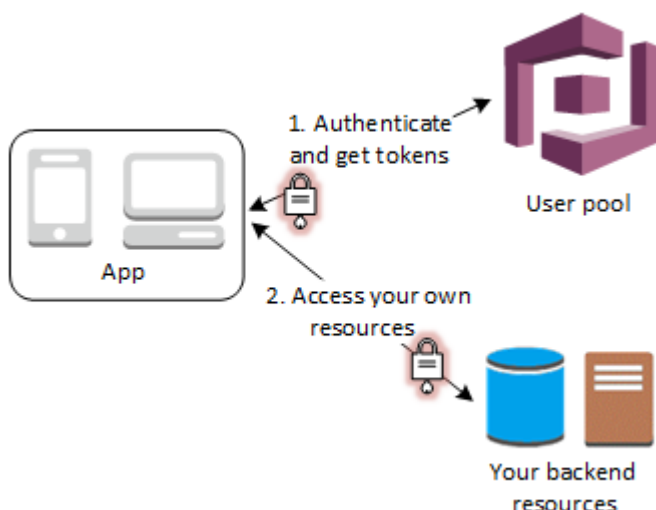 1. Authenticate
and get tokens
User pool
App
2. Access your own
resources
Your backend
resources